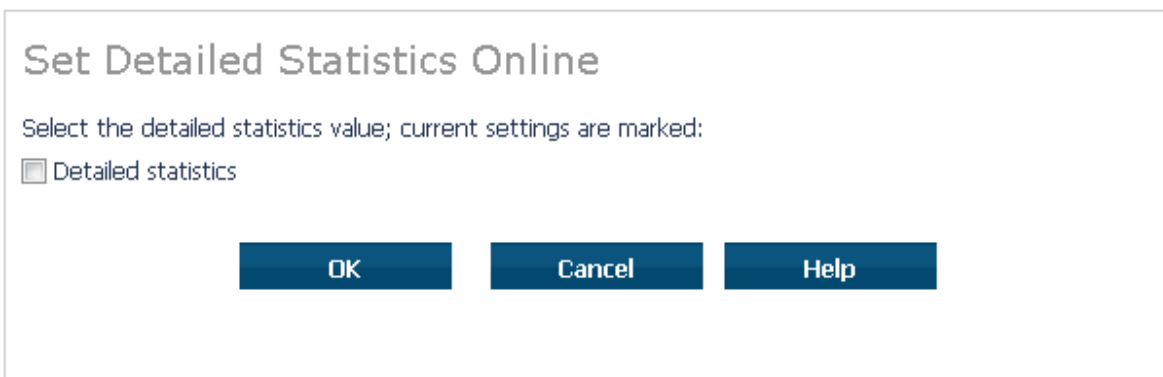 Set Detailed Statistics Online
Select the detailed statistics value; current settings are marked:
Detailed statistics
OK Cancel Help